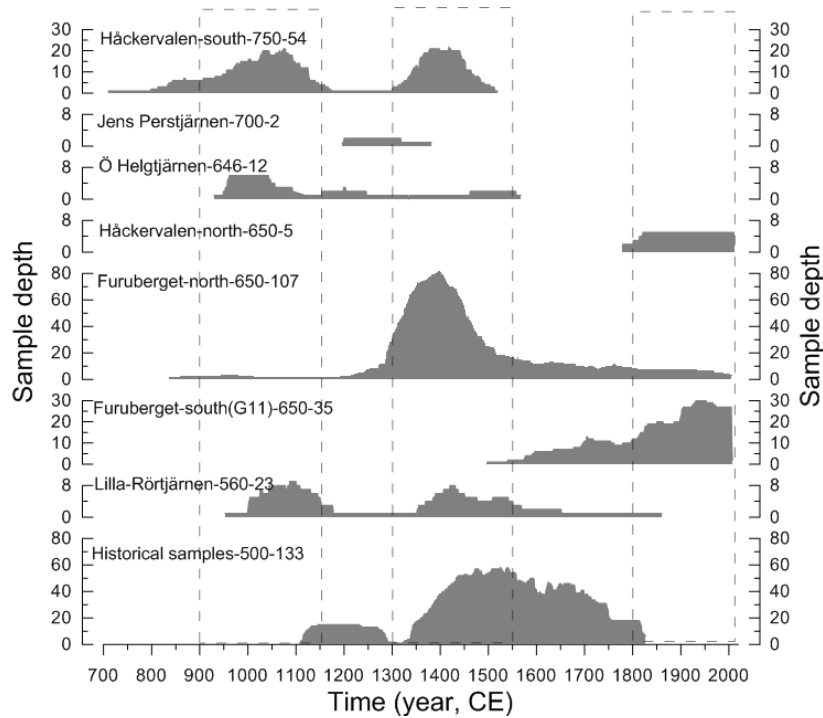 30 Håckervalen-south-750-54 30
20 20
10 10
0 0
8 Jens Perstjärnen-700-2 8
0 0
8 Ö Helgtjärnen-646-12 8
0 0
8 Håckervalen-north-650-5 8
0 0
80 Furuberget-north-650-107 80
60 60
40 40
20 20
0 0
30 Furuberget-south(G11)-650-35 30
20 20
10 10
0 0
8 Lilla-Rörtjärnen-560-23 8
0 0
80 Historical samples-500-133 80
60 60
40 40
20 20
0 0
Sample depth
Sample depth
700 800 900 1000 1100 1200 1300 1400 1500 1600 1700 1800 1900 2000
Time (year, CE)